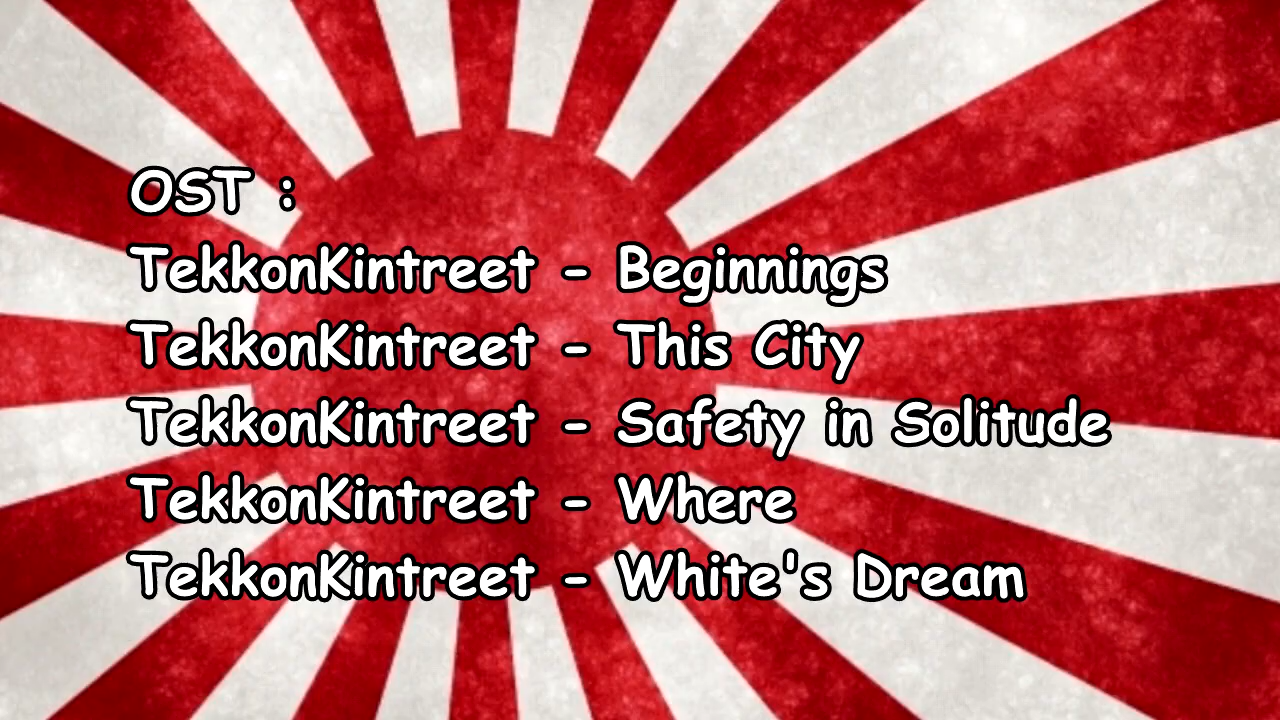 OST :
TekkonKintreet - Beginnings
TekkonKintreet - This City
TekkonKintreet - Safety in Solitude
TekkonKintreet - Where
TekkonKintreet - White's Dream